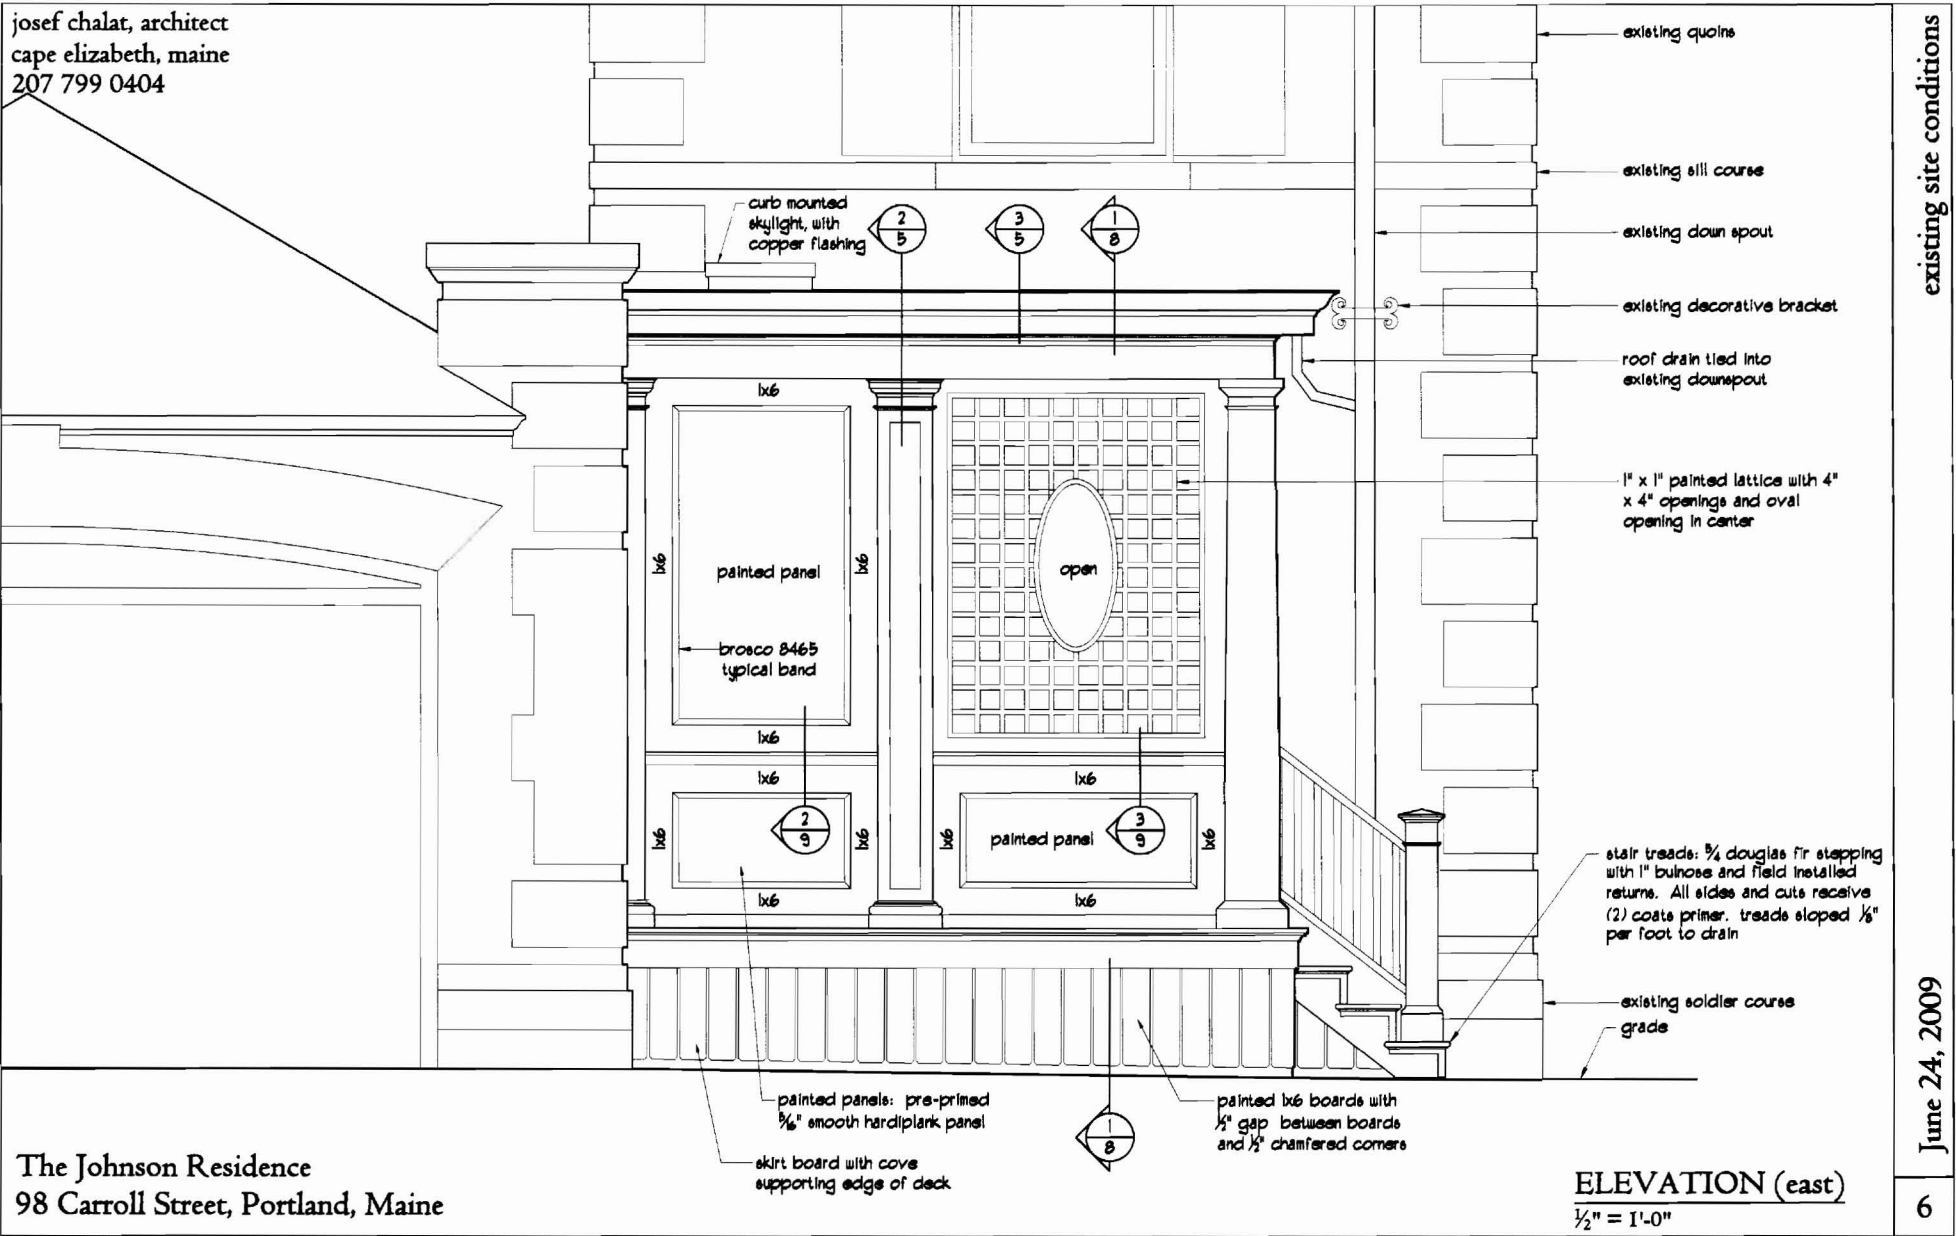 josef chalat, architect
cape elizabeth, maine
207 799 0404
existing quoins
existing sill course
existing down spout
existing decorative bracket
roof drain tied into
existing downspout
1" x 1" painted lattice with 4"
x 4" openings and oval
opening in center
stair treads: 5/4 douglas fir stepping
with 1" bulnose and field installed
returns. All sides and cuts receive
(2) coats primer. treads sloped 1/8"
per foot to drain
existing soldier course
grade
curb mounted
skylight, with
copper flashing
2
5
3
5
1
8
1x6
1x6
1x6
painted panel
open
brosco 8465
typical band
1x6
1x6
1x6
1x6
2
9
1x6
1x6
painted panel
3
9
1x6
1x6
1x6
painted panels: pre-primed
5/16" smooth hardiplank panel
skirt board with cove
supporting edge of deck
1
8
painted 1x6 boards with
1/2" gap between boards
and 1/2" chamfered corners
The Johnson Residence
98 Carroll Street, Portland, Maine
ELEVATION (east)
½" = 1'-0"
existing site conditions
June 24, 2009
6